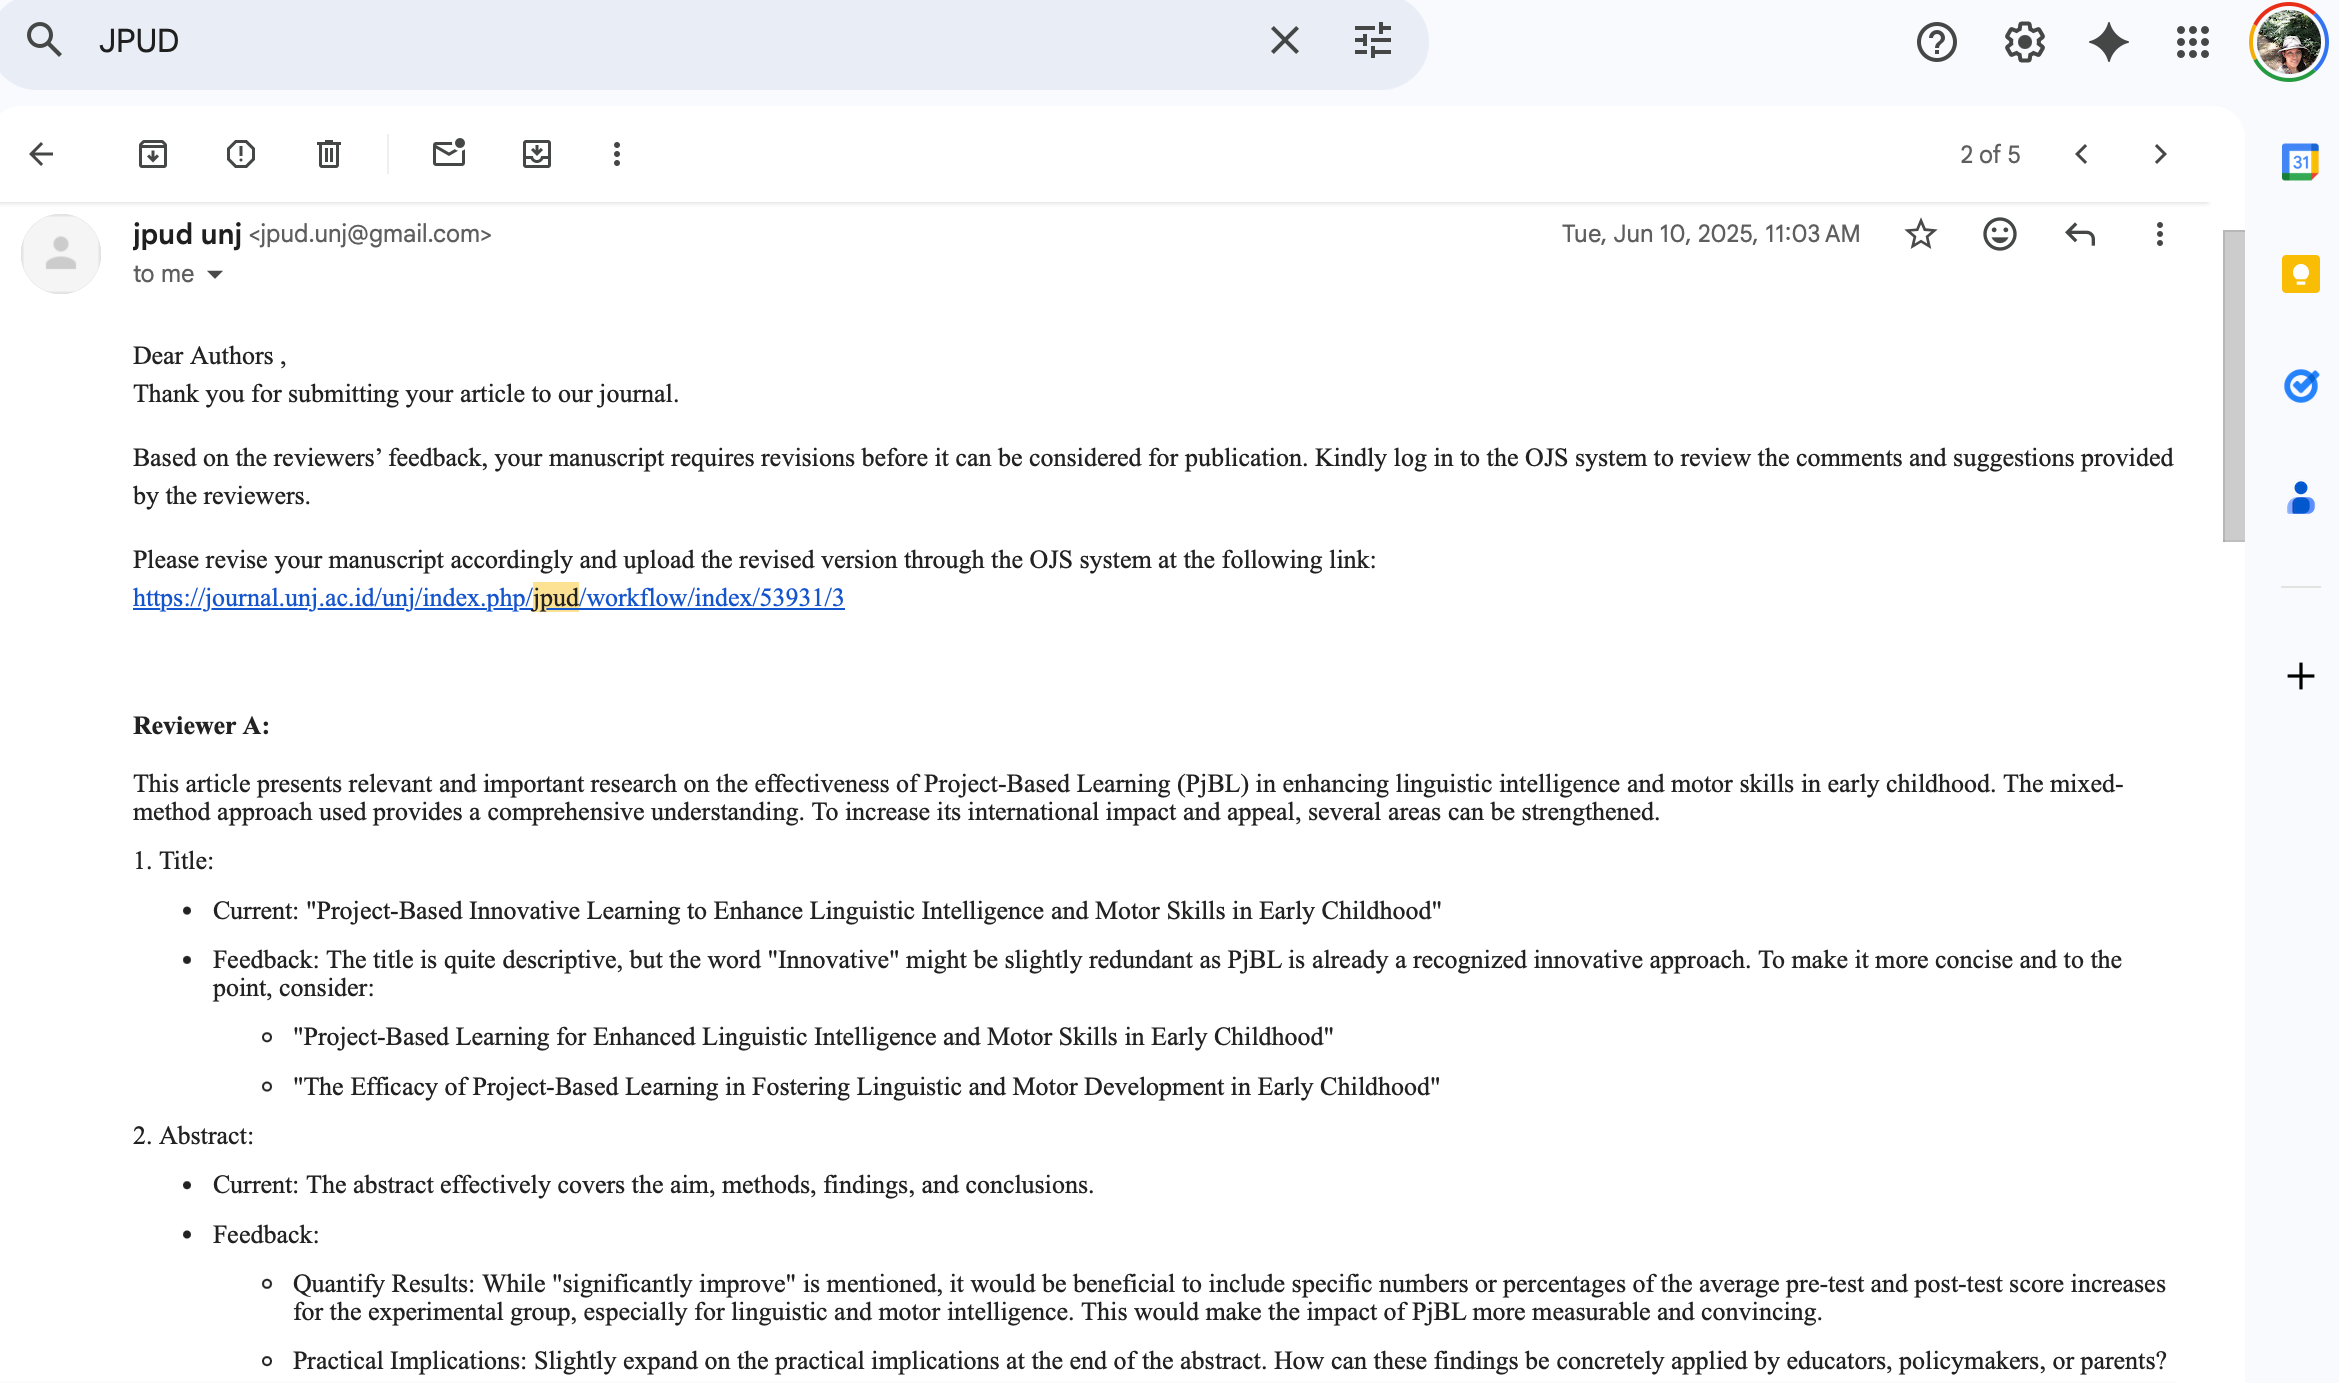 JPUD
2 of 5
31
jpud unj <jpud.unj@gmail.com>
Tue, Jun 10, 2025, 11:03 AM
to me
Dear Authors ,
Thank you for submitting your article to our journal.
Based on the reviewers’ feedback, your manuscript requires revisions before it can be considered for publication. Kindly log in to the OJS system to review the comments and suggestions provided
by the reviewers.
Please revise your manuscript accordingly and upload the revised version through the OJS system at the following link:
https://journal.unj.ac.id/unj/index.php/jpud/workflow/index/53931/3
Reviewer A:
This article presents relevant and important research on the effectiveness of Project-Based Learning (PjBL) in enhancing linguistic intelligence and motor skills in early childhood. The mixed-
method approach used provides a comprehensive understanding. To increase its international impact and appeal, several areas can be strengthened.
1. Title:
• Current: "Project-Based Innovative Learning to Enhance Linguistic Intelligence and Motor Skills in Early Childhood"
• Feedback: The title is quite descriptive, but the word "Innovative" might be slightly redundant as PjBL is already a recognized innovative approach. To make it more concise and to the
point, consider:
◦ "Project-Based Learning for Enhanced Linguistic Intelligence and Motor Skills in Early Childhood"
◦ "The Efficacy of Project-Based Learning in Fostering Linguistic and Motor Development in Early Childhood"
2. Abstract:
• Current: The abstract effectively covers the aim, methods, findings, and conclusions.
• Feedback:
◦ Quantify Results: While "significantly improve" is mentioned, it would be beneficial to include specific numbers or percentages of the average pre-test and post-test score increases
for the experimental group, especially for linguistic and motor intelligence. This would make the impact of PjBL more measurable and convincing.
◦ Practical Implications: Slightly expand on the practical implications at the end of the abstract. How can these findings be concretely applied by educators, policymakers, or parents?